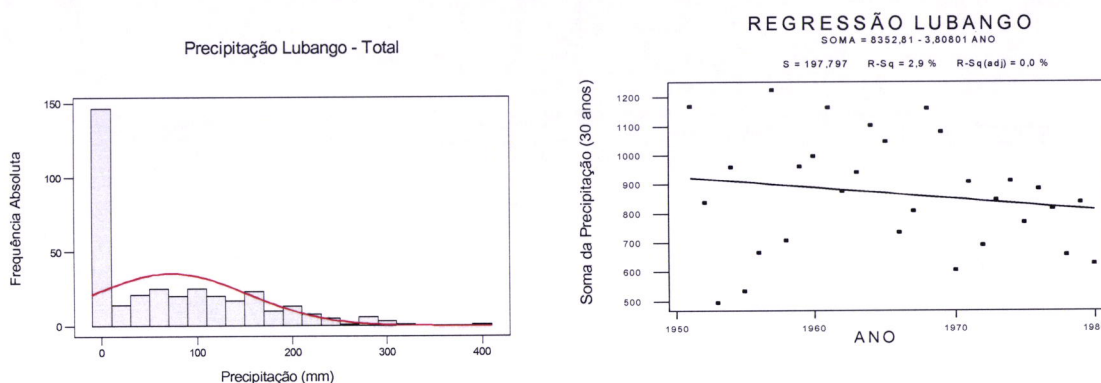 Precipitação Lubango - Total
150
100
50
0
Frequência Absoluta
0 100 200 300 400
Precipitação (mm)
REGRESSÃO LUBANGO
SOMA = 8352,81 - 3,80801 ANO
S = 197,797 R-Sq = 2,9 % R-Sq(adj) = 0,0 %
1200
1100
1000
900
800
700
600
500
Soma da Precipitação (30 anos)
1950 1960 1970 198
ANO